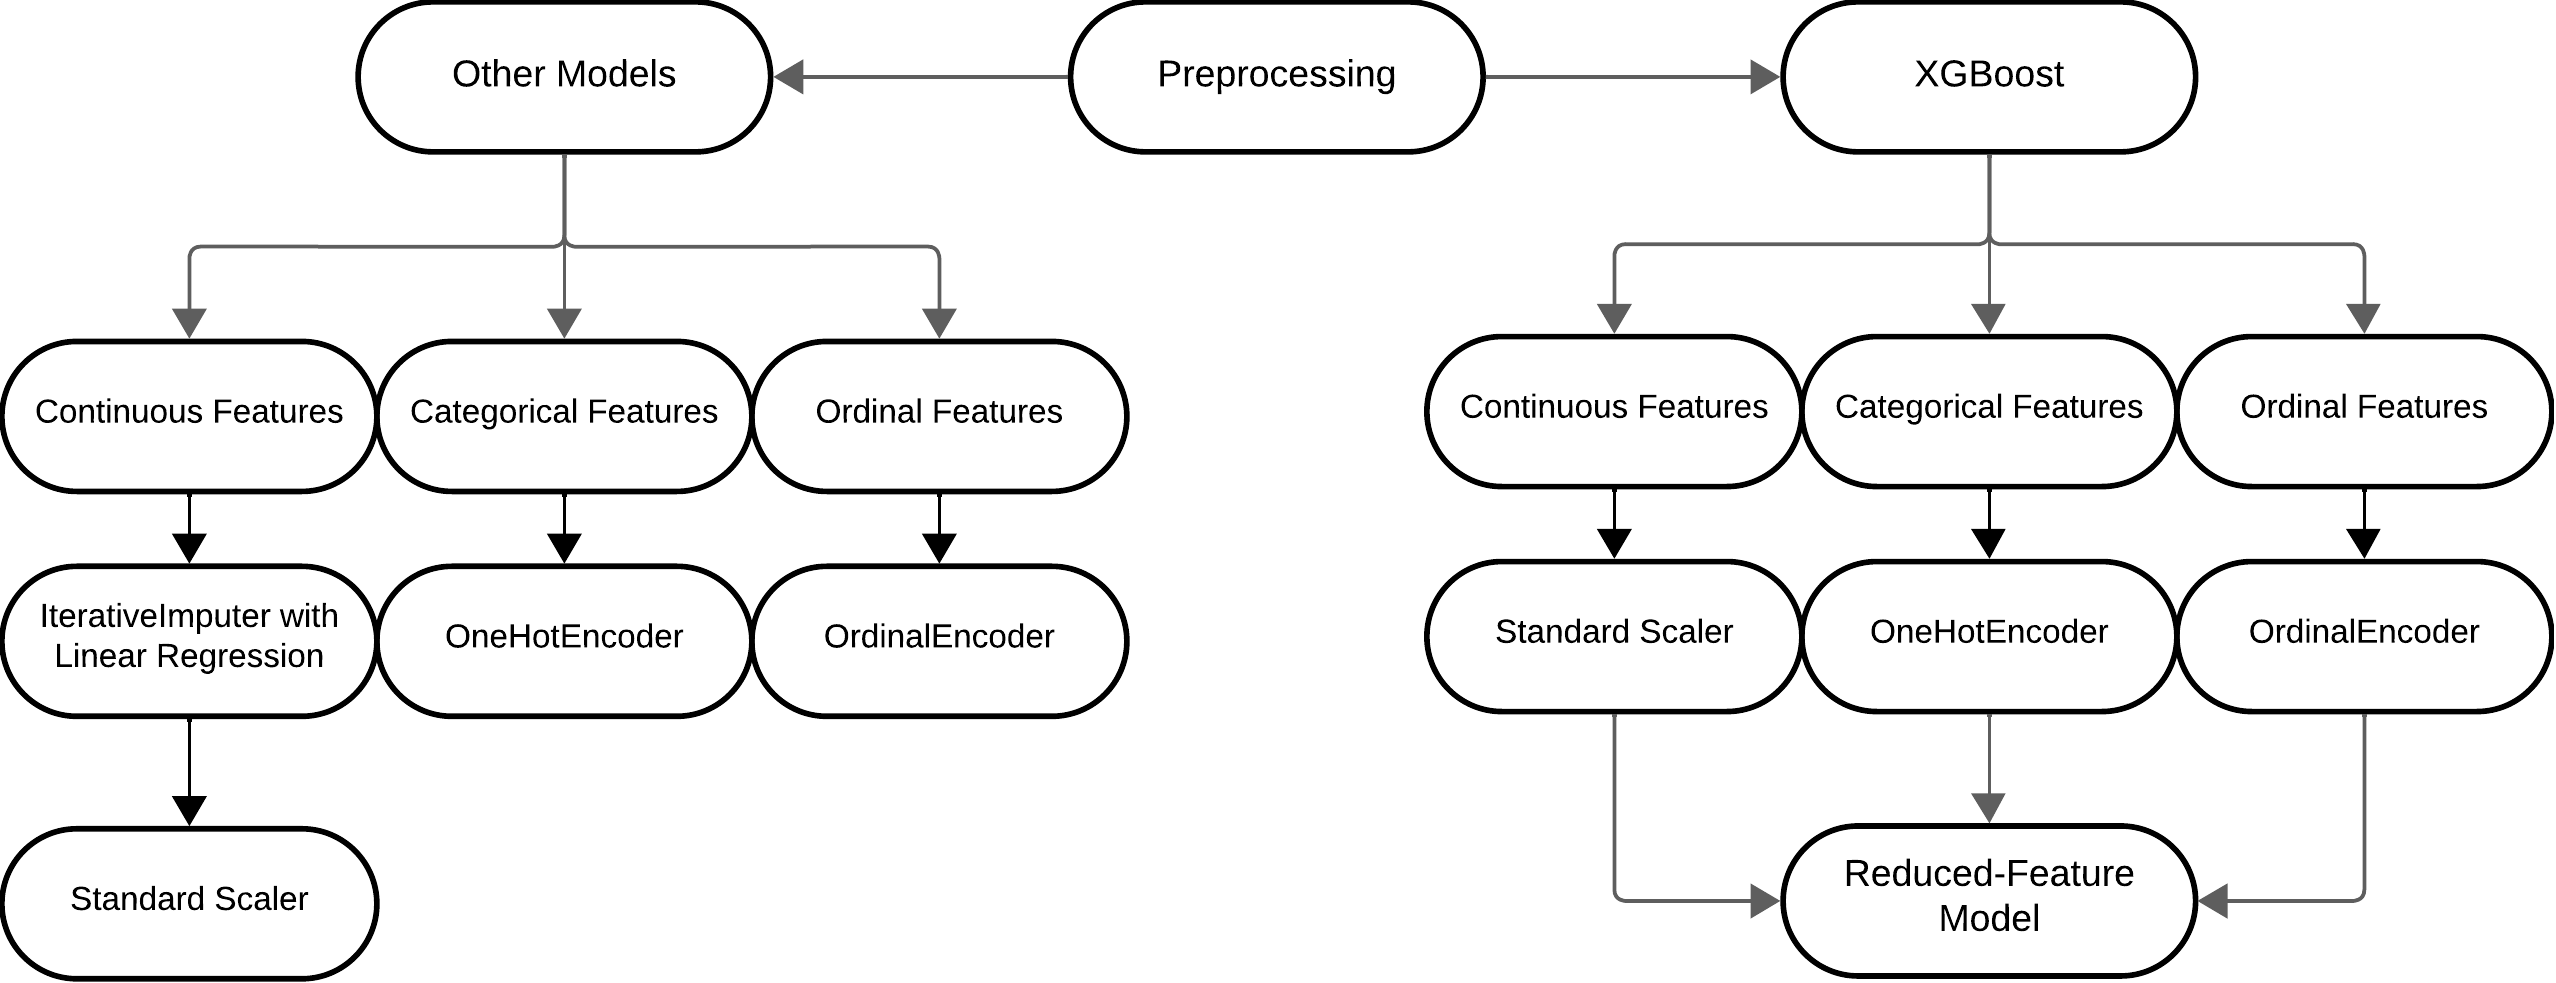 Other Models
Preprocessing
XGBoost
Continuous Features
Categorical Features
Ordinal Features
Continuous Features
Categorical Features
Ordinal Features
IterativeImputer with
Linear Regression
OneHotEncoder
OrdinalEncoder
Standard Scaler
OneHotEncoder
OrdinalEncoder
Standard Scaler
Reduced-Feature
Model